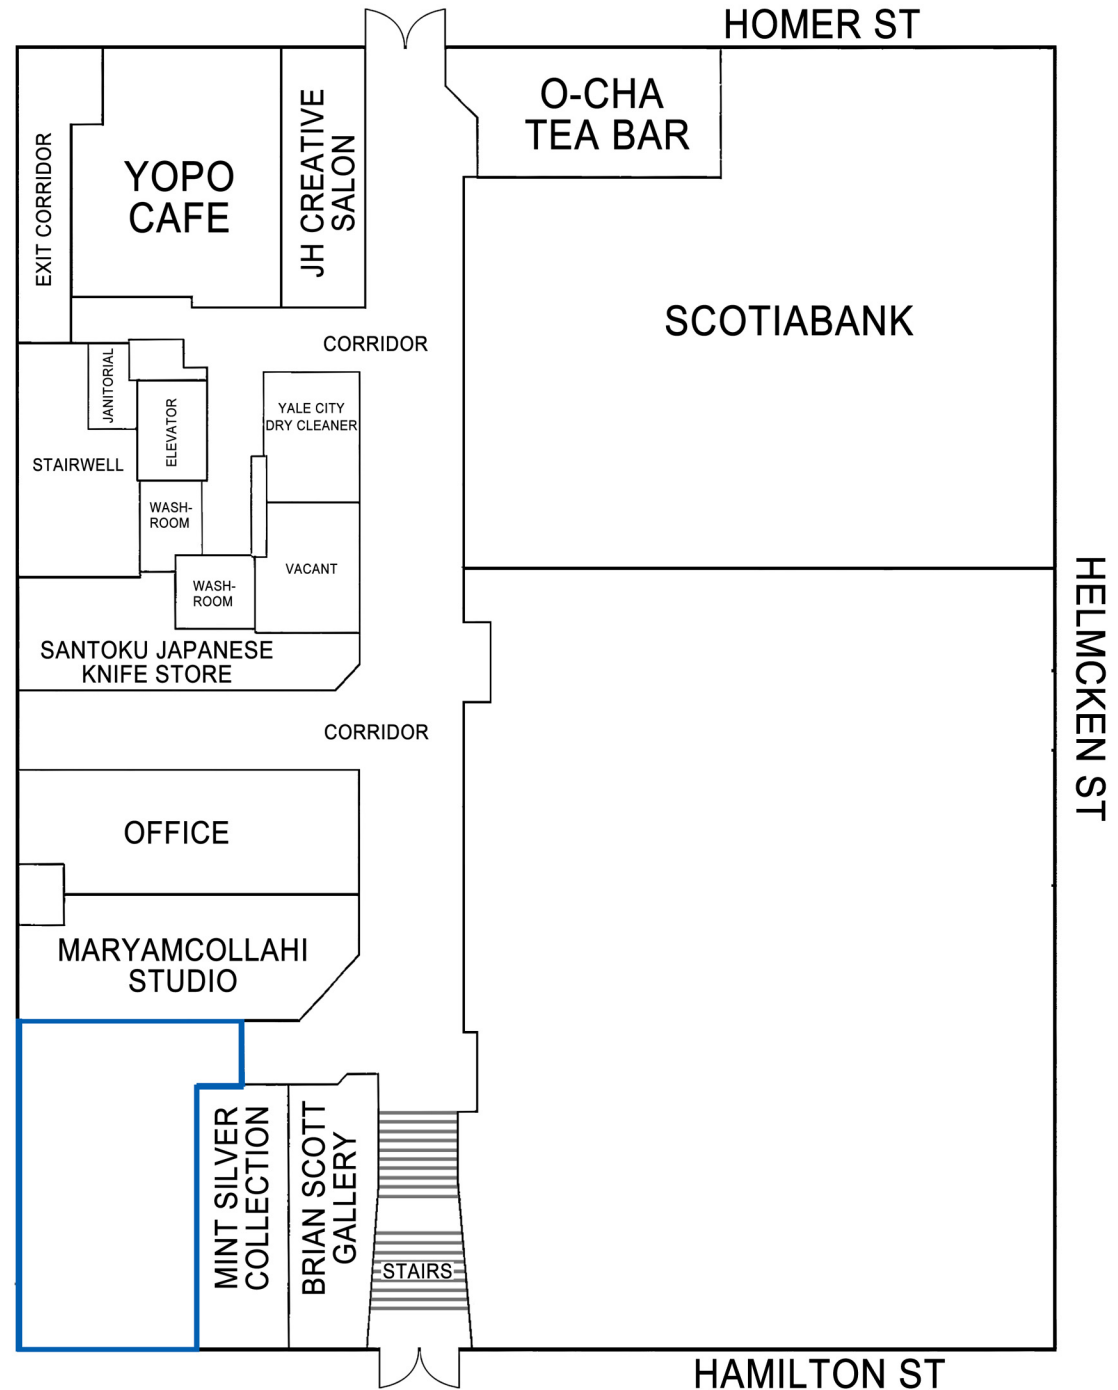 HOMER ST
O-CHA
TEA BAR
YOPO
CAFE
JH CREATIVE
SALON
EXIT CORRIDOR
SCOTIABANK
CORRIDOR
JANITORIAL
ELEVATOR
YALE CITY
DRY CLEANER
STAIRWELL
WASH-
ROOM
VACANT
WASH-
ROOM
SANTOKU JAPANESE
KNIFE STORE
HELMCKEN ST
CORRIDOR
OFFICE
MARYAMCOLLAHI
STUDIO
MINT SILVER
COLLECTION
BRIAN SCOTT
GALLERY
STAIRS
HAMILTON ST